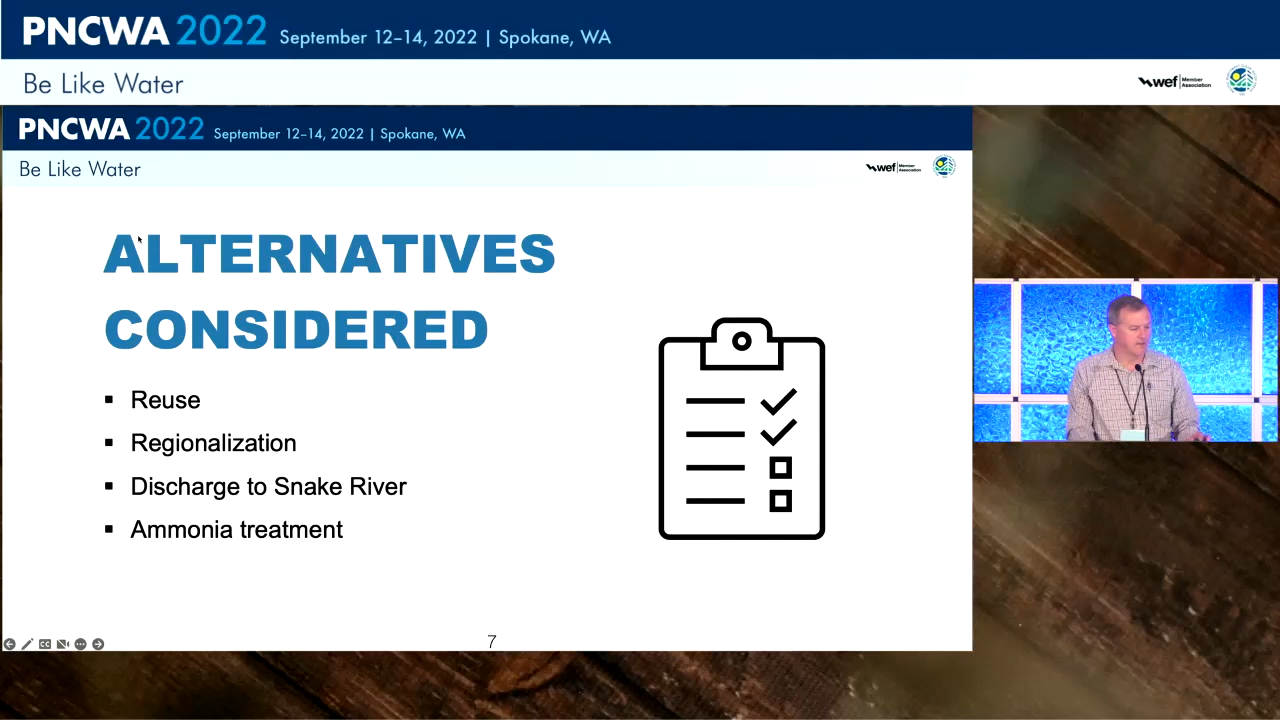 PNCWA 2022 September 12–14, 2022 | Spokane, WA
Be Like Water
wef Member Association
PNCWA 2022 September 12–14, 2022 | Spokane, WA
Be Like Water
wef Member Association
ALTERNATIVES
CONSIDERED
Reuse
Regionalization
Discharge to Snake River
Ammonia treatment
7